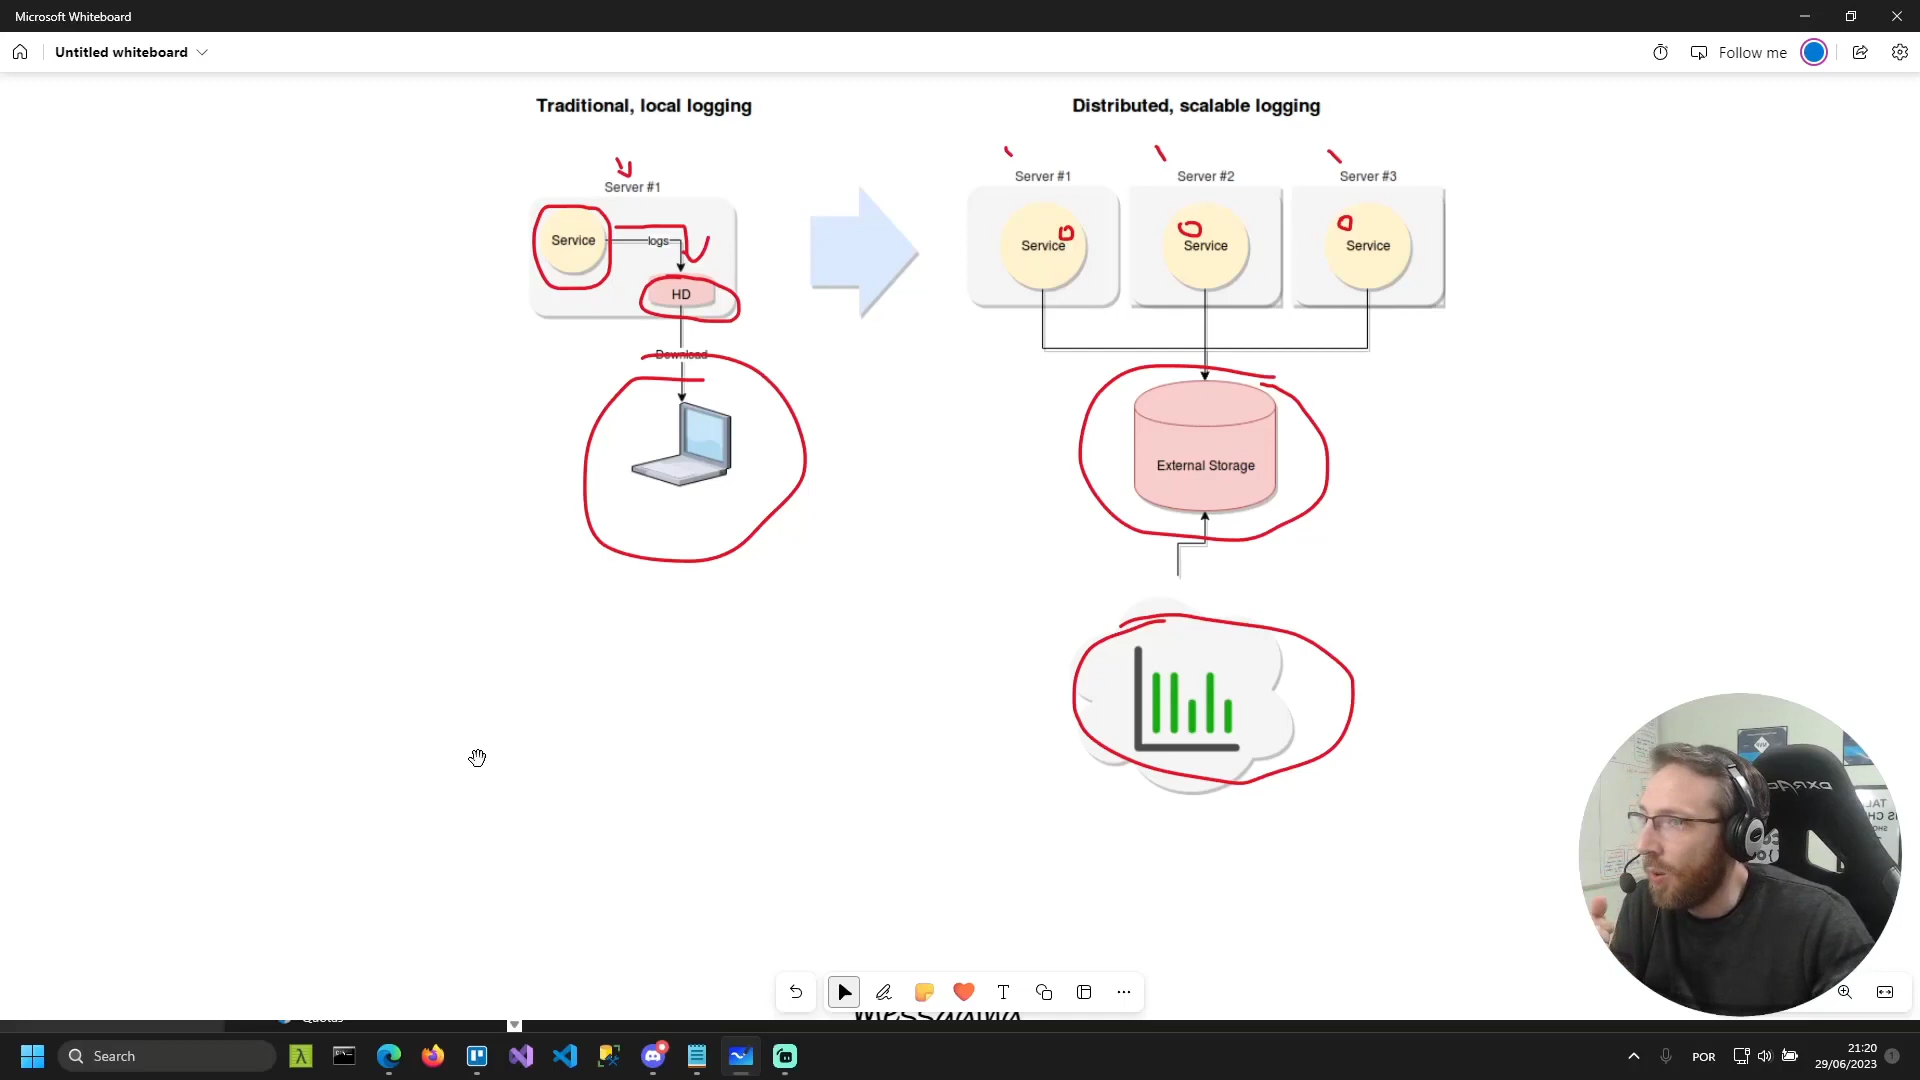 Microsoft Whiteboard
Untitled whiteboard
Follow me
Traditional, local logging
Distributed, scalable logging
Server #1
Service
logs
HD
Download
Server #1
Server #2
Server #3
Service
Service
Service
External Storage
DXRAC
Search
POR
21:20
29/06/2023